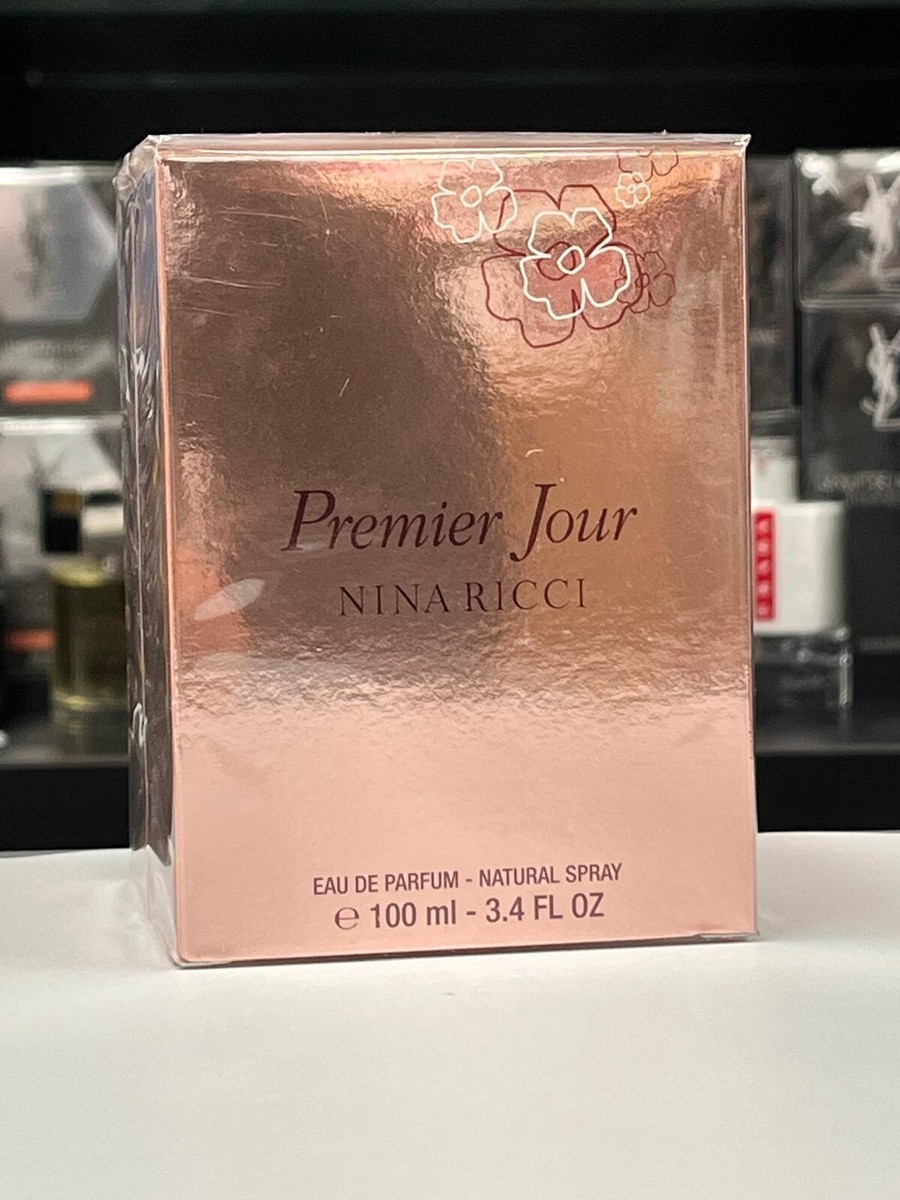 Premier Jour
NINA RICCI
EAU DE PARFUM - NATURAL SPRAY
℮ 100 ml - 3.4 FL OZ